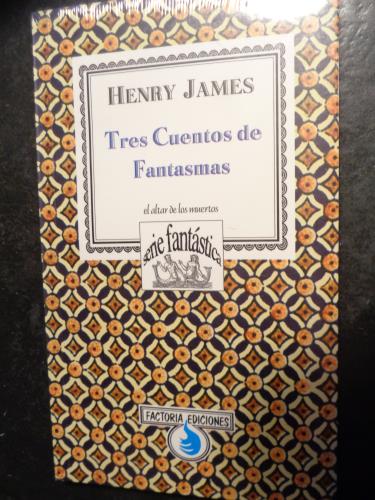 HENRY JAMES
Tres Cuentos de
Fantasmas
el altar de los muertos
serie fantástica
FACTORIA EDICIONES